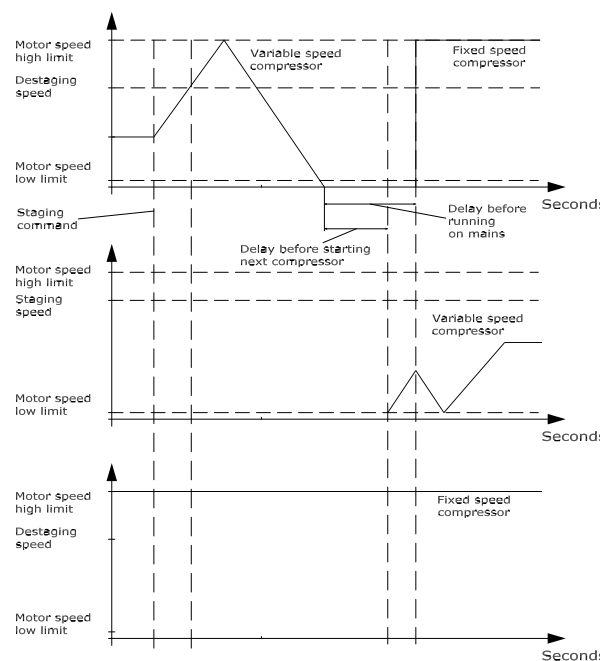 Motor speed
high limit
Variable speed
compressor
Fixed speed
compressor
Destaging
speed
Motor speed
low limit
Seconds
Staging
command
Delay before
running
on mains
Delay before starting
next compressor
Motor speed
high limit
Staging
speed
Variable speed
compressor
Motor speed
low limit
Seconds
Motor speed
high limit
Fixed speed
compressor
Destaging
speed
Motor speed
low limit
Seconds